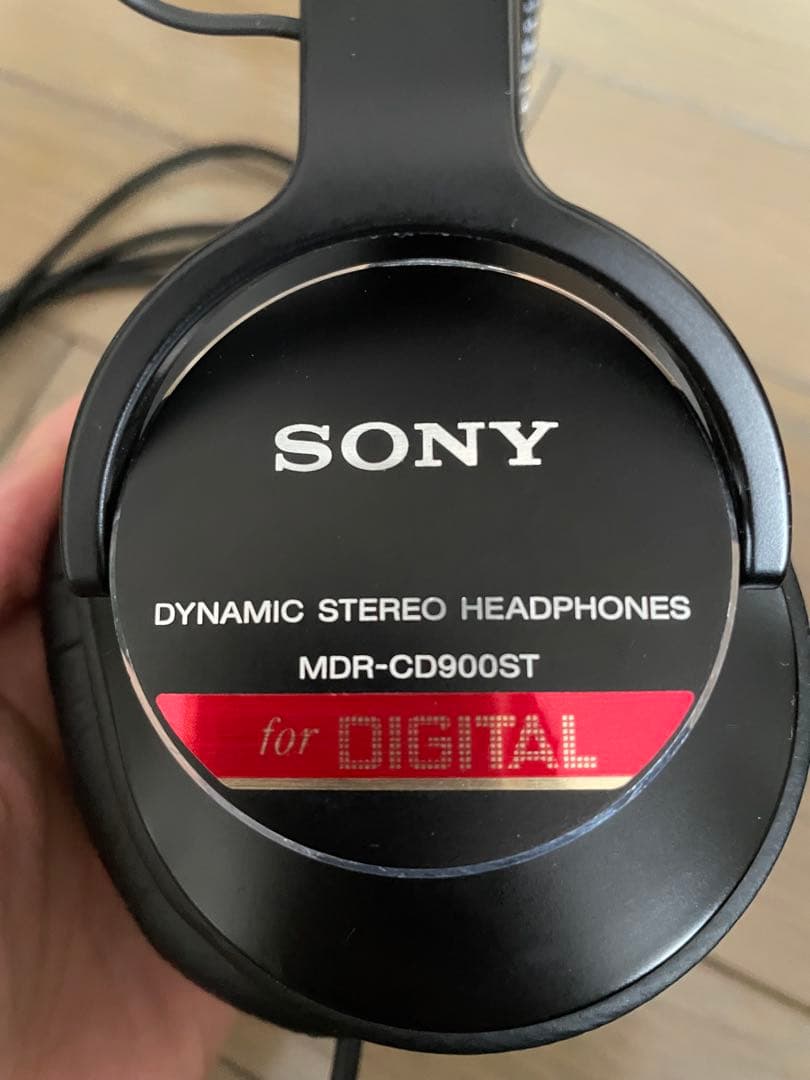 SONY
DYNAMIC STEREO HEADPHONES
MDR-CD900ST
for DIGITAL